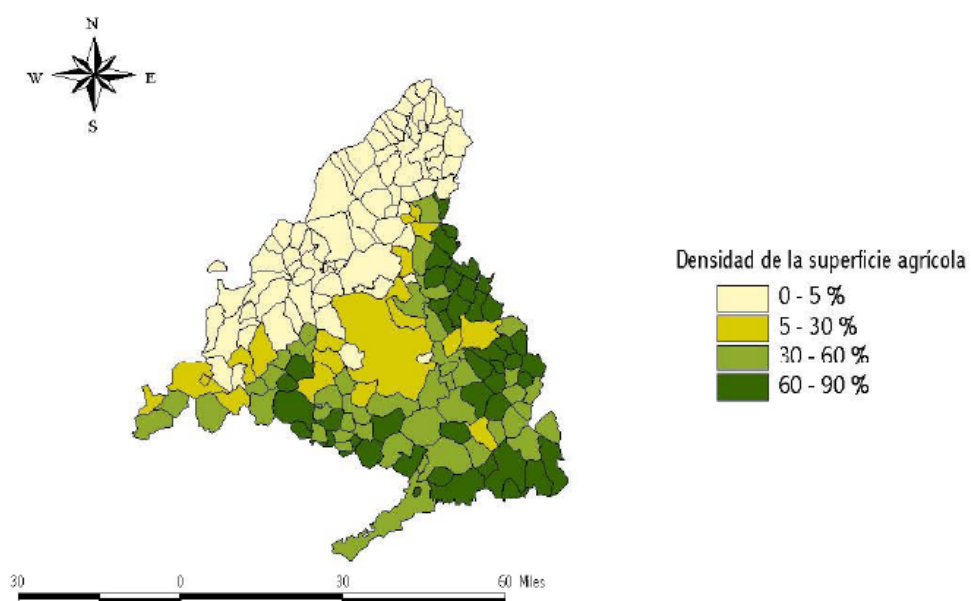 N
W E
S
Densidad de la superficie agrícola
0 - 5 %
5 - 30 %
30 - 60 %
60 - 90 %
30 0 30 60 Miles